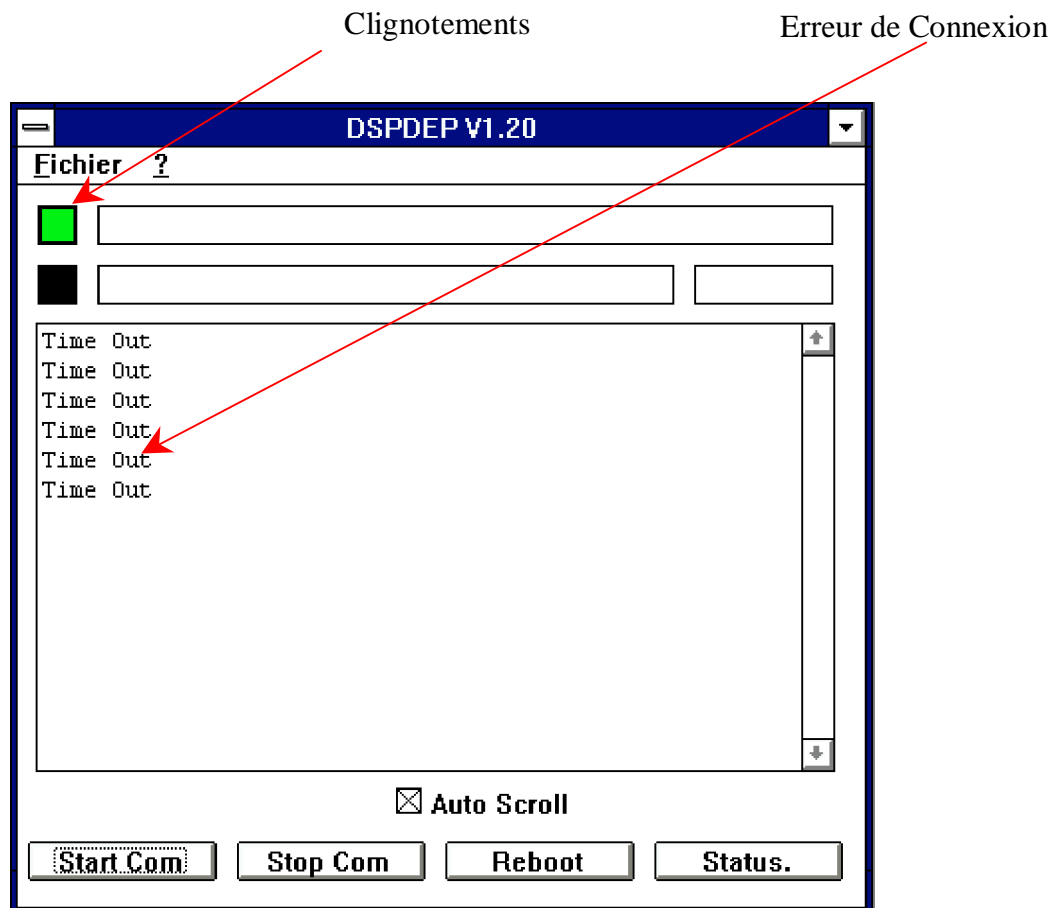 Clignotements
Erreur de Connexion
DSPDEP V1.20
Fichier ?
Time Out
Time Out
Time Out
Time Out
Time Out
Time Out
Auto Scroll
Start Com Stop Com Reboot Status.